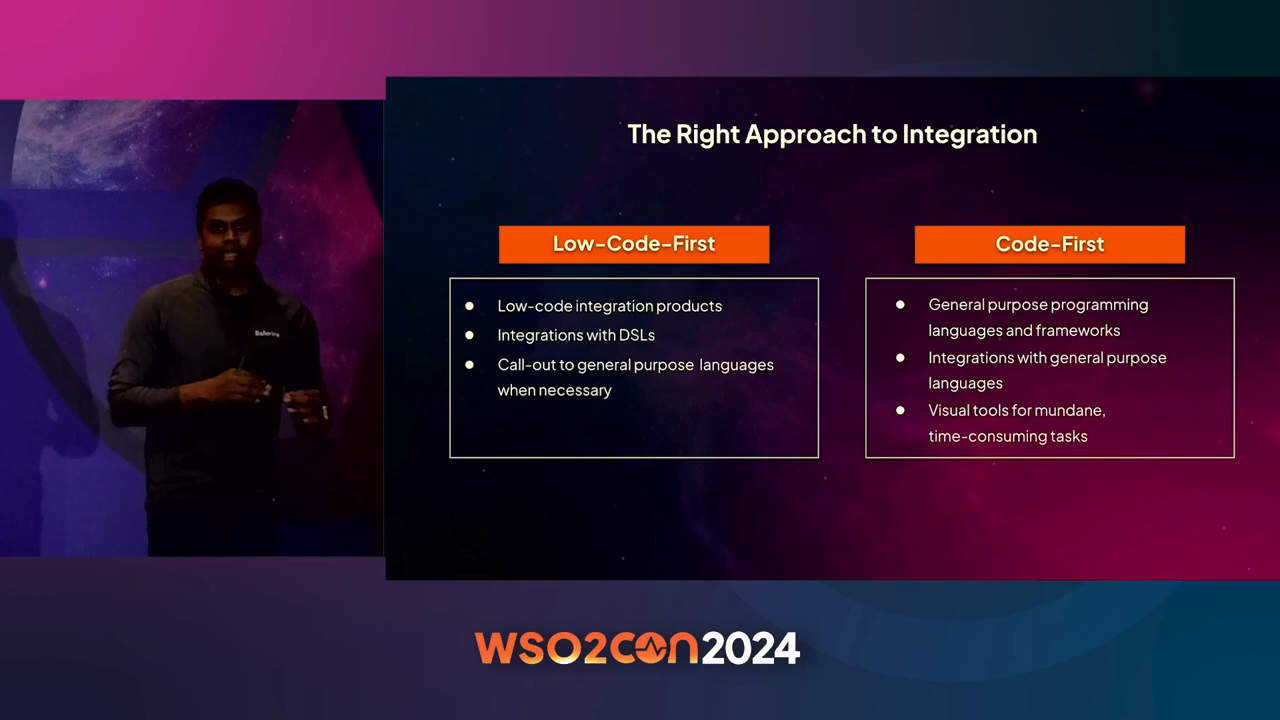 The Right Approach to Integration
Low-Code-First
Low-code integration products
Integrations with DSLs
Call-out to general purpose languages
when necessary
Code-First
General purpose programming
languages and frameworks
Integrations with general purpose
languages
Visual tools for mundane,
time-consuming tasks
Ballerina
WSO2CON2024